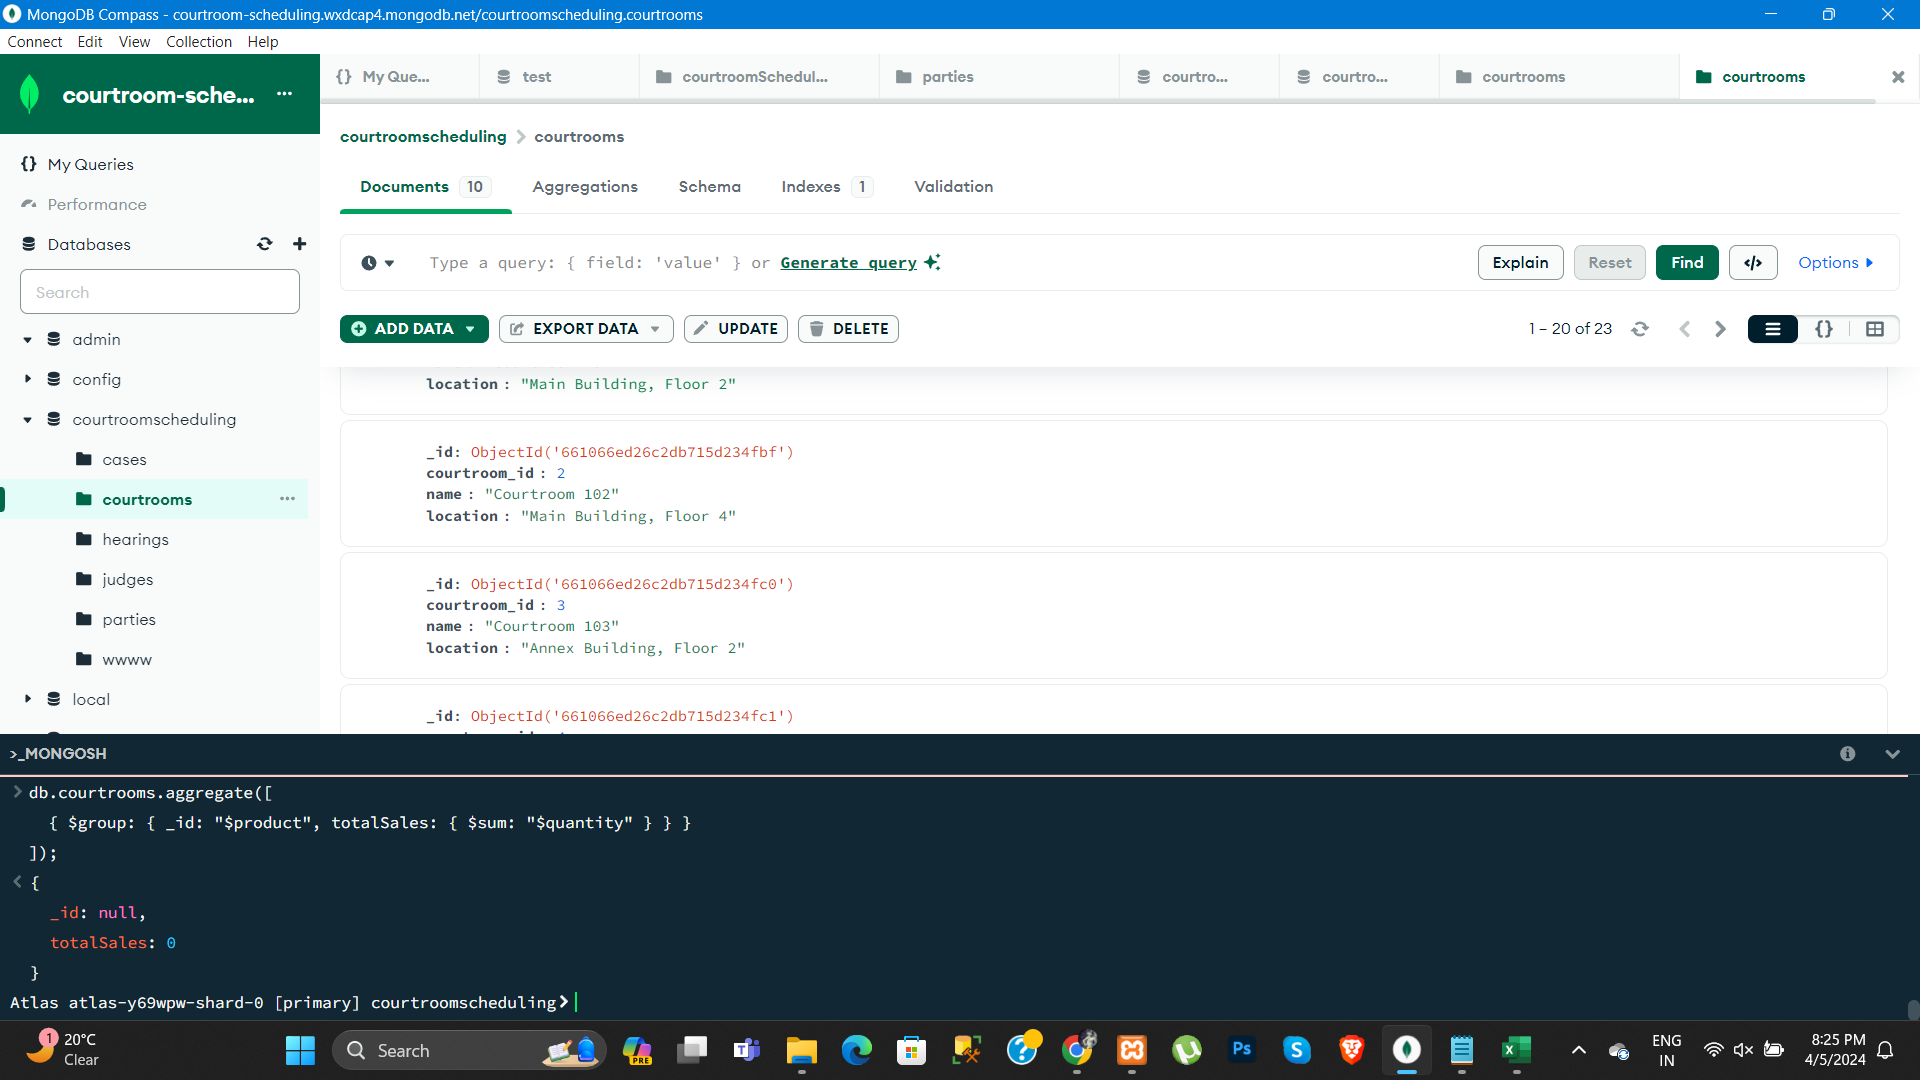 MongoDB Compass - courtroom-scheduling.wxdcap4.mongodb.net/courtroomscheduling.courtrooms
Connect Edit View Collection Help
courtroom-sche... ...
{} My Que...
test
courtroomSchedul...
parties
courtro...
courtro...
courtrooms
courtrooms
My Queries
Performance
Databases
Search
admin
config
courtroomscheduling
cases
courtrooms
hearings
judges
parties
wwww
local
courtroomscheduling > courtrooms
Documents 10 Aggregations Schema Indexes 1 Validation
Type a query: { field: 'value' } or Generate query
Explain Reset Find </> Options
ADD DATA EXPORT DATA UPDATE DELETE
1 – 20 of 23
location : "Main Building, Floor 2"
_id: ObjectId('661066ed26c2db715d234fbf')
courtroom_id : 2
name : "Courtroom 102"
location : "Main Building, Floor 4"
_id: ObjectId('661066ed26c2db715d234fc0')
courtroom_id : 3
name : "Courtroom 103"
location : "Annex Building, Floor 2"
_id: ObjectId('661066ed26c2db715d234fc1')
>_MONGOSH
> db.courtrooms.aggregate([
{ $group: { _id: "$product", totalSales: { $sum: "$quantity" } } }
]);
< {
_id: null,
totalSales: 0
}
Atlas atlas-y69wpw-shard-0 [primary] courtroomscheduling>
1
20°C
Clear
Search
PRE
Ps
ENG
IN
8:25 PM
4/5/2024